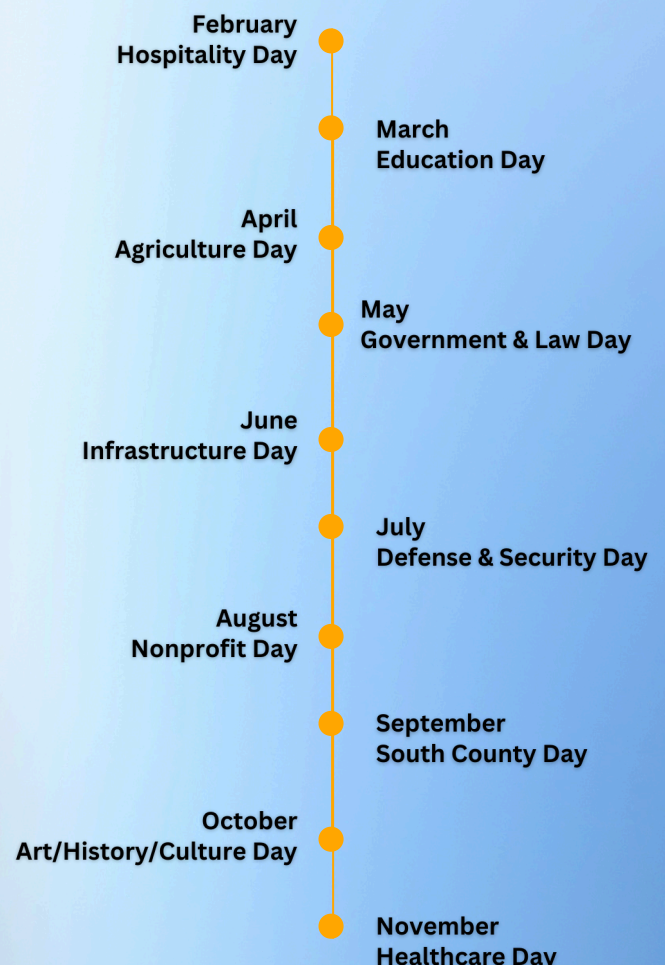 February
Hospitality Day
March
Education Day
April
Agriculture Day
May
Government & Law Day
June
Infrastructure Day
July
Defense & Security Day
August
Nonprofit Day
September
South County Day
October
Art/History/Culture Day
November
Healthcare Day